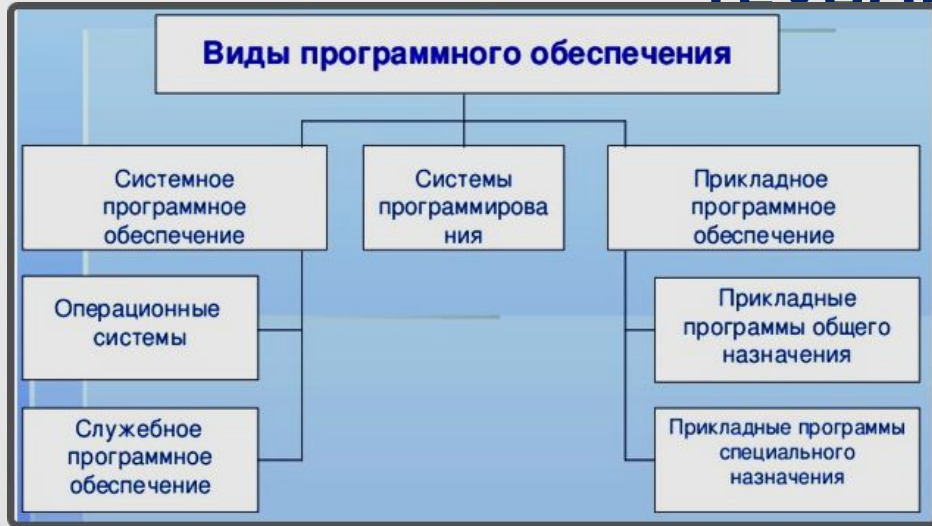 Виды программного обеспечения
Системное
программное
обеспечение
Системы
программирова
ния
Прикладное
программное
обеспечение
Операционные
системы
Прикладные
программы общего
назначения
Служебное
программное
обеспечение
Прикладные программы
специального
назначения